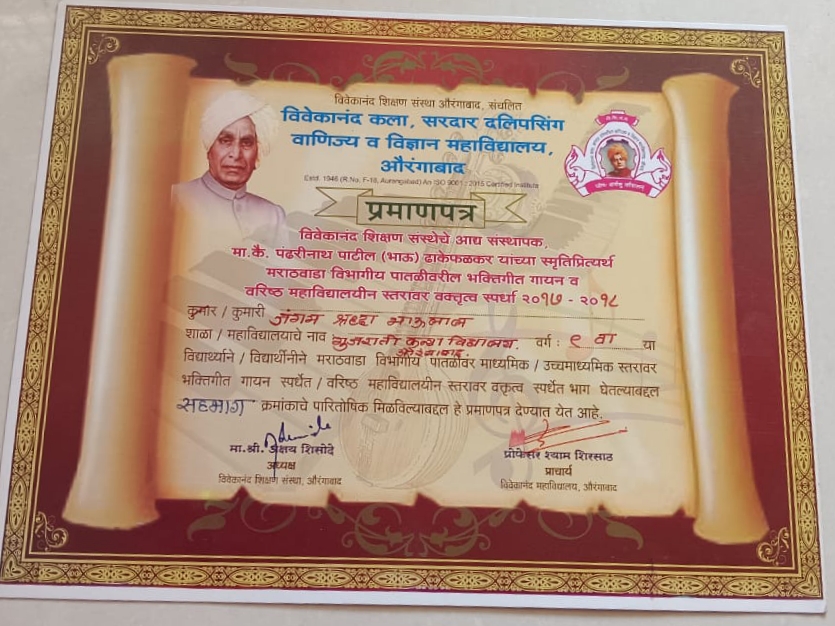 विवेकानंद शिक्षण संस्था औरंगाबाद, संचलित
विवेकानंद कला, सरदार दलिपसिंग
वाणिज्य व विज्ञान महाविद्यालय,
औरंगाबाद
Estd. 1946 (R.No. F-16, Aurangabad) An ISO 9001 : 2015 Certified Institute
प्रमाणपत्र
विवेकानंद शिक्षण संस्थेचे आद्य संस्थापक,
मा.कै. पंढरीनाथ पाटील (भाऊ) ढाकेफळकर यांच्या स्मृतिप्रित्यर्थ
मराठवाडा विभागीय पातळीवरील भक्तिगीत गायन व
वरिष्ठ महाविद्यालयीन स्तरावर वक्तृत्व स्पर्धा २०१७ - २०१८
कुमार / कुमारी जंगम श्रध्दा
शाळा / महाविद्यालयाचे नाव गुजराती कन्या विद्यालय. वर्ग : ९ वा या
औरंगाबाद.
विद्यार्थ्याने / विद्यार्थीनीने मराठवाडा विभागीय पातळीवर माध्यमिक / उच्चमाध्यमिक स्तरावर
भक्तिगीत गायन स्पर्धेत / वरिष्ठ महाविद्यालयीन स्तरावर वक्तृत्व स्पर्धेत भाग घेतल्याबद्दल
सहभाग क्रमांकाचे पारितोषिक मिळविल्याबद्दल हे प्रमाणपत्र देण्यात येत आहे.
मा.श्री. अक्षय शिसोदे
अध्यक्ष
विवेकानंद शिक्षण संस्था, औरंगाबाद
प्रोफेसर श्याम शिरसाठ
प्राचार्य
विवेकानंद महाविद्यालय, औरंगाबाद